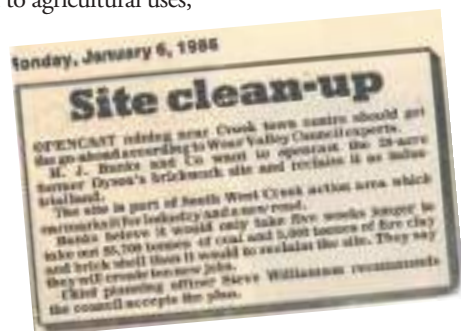 to agricultural uses,
Monday, January 6, 1986
Site clean-up
OPENCAST mining near Crook town centre should get
the go-ahead according to Wear Valley Council experts.
H. J. Banks and Co want to opencast the 28-acre
former Dyson's brickwork site and reclaim it as indus
trial land.
The site is part of South West Crook action area which
earmarks it for industry and a new road.
Banks believe it would only take five weeks longer to
take out 55,700 tonnes of coal and 5,000 tonnes of fire clay
and brick shell than it would to reclaim the site. They say
they will create ten new jobs.
Chief planning officer Steve Williamson recommends
the council accepts the plan.